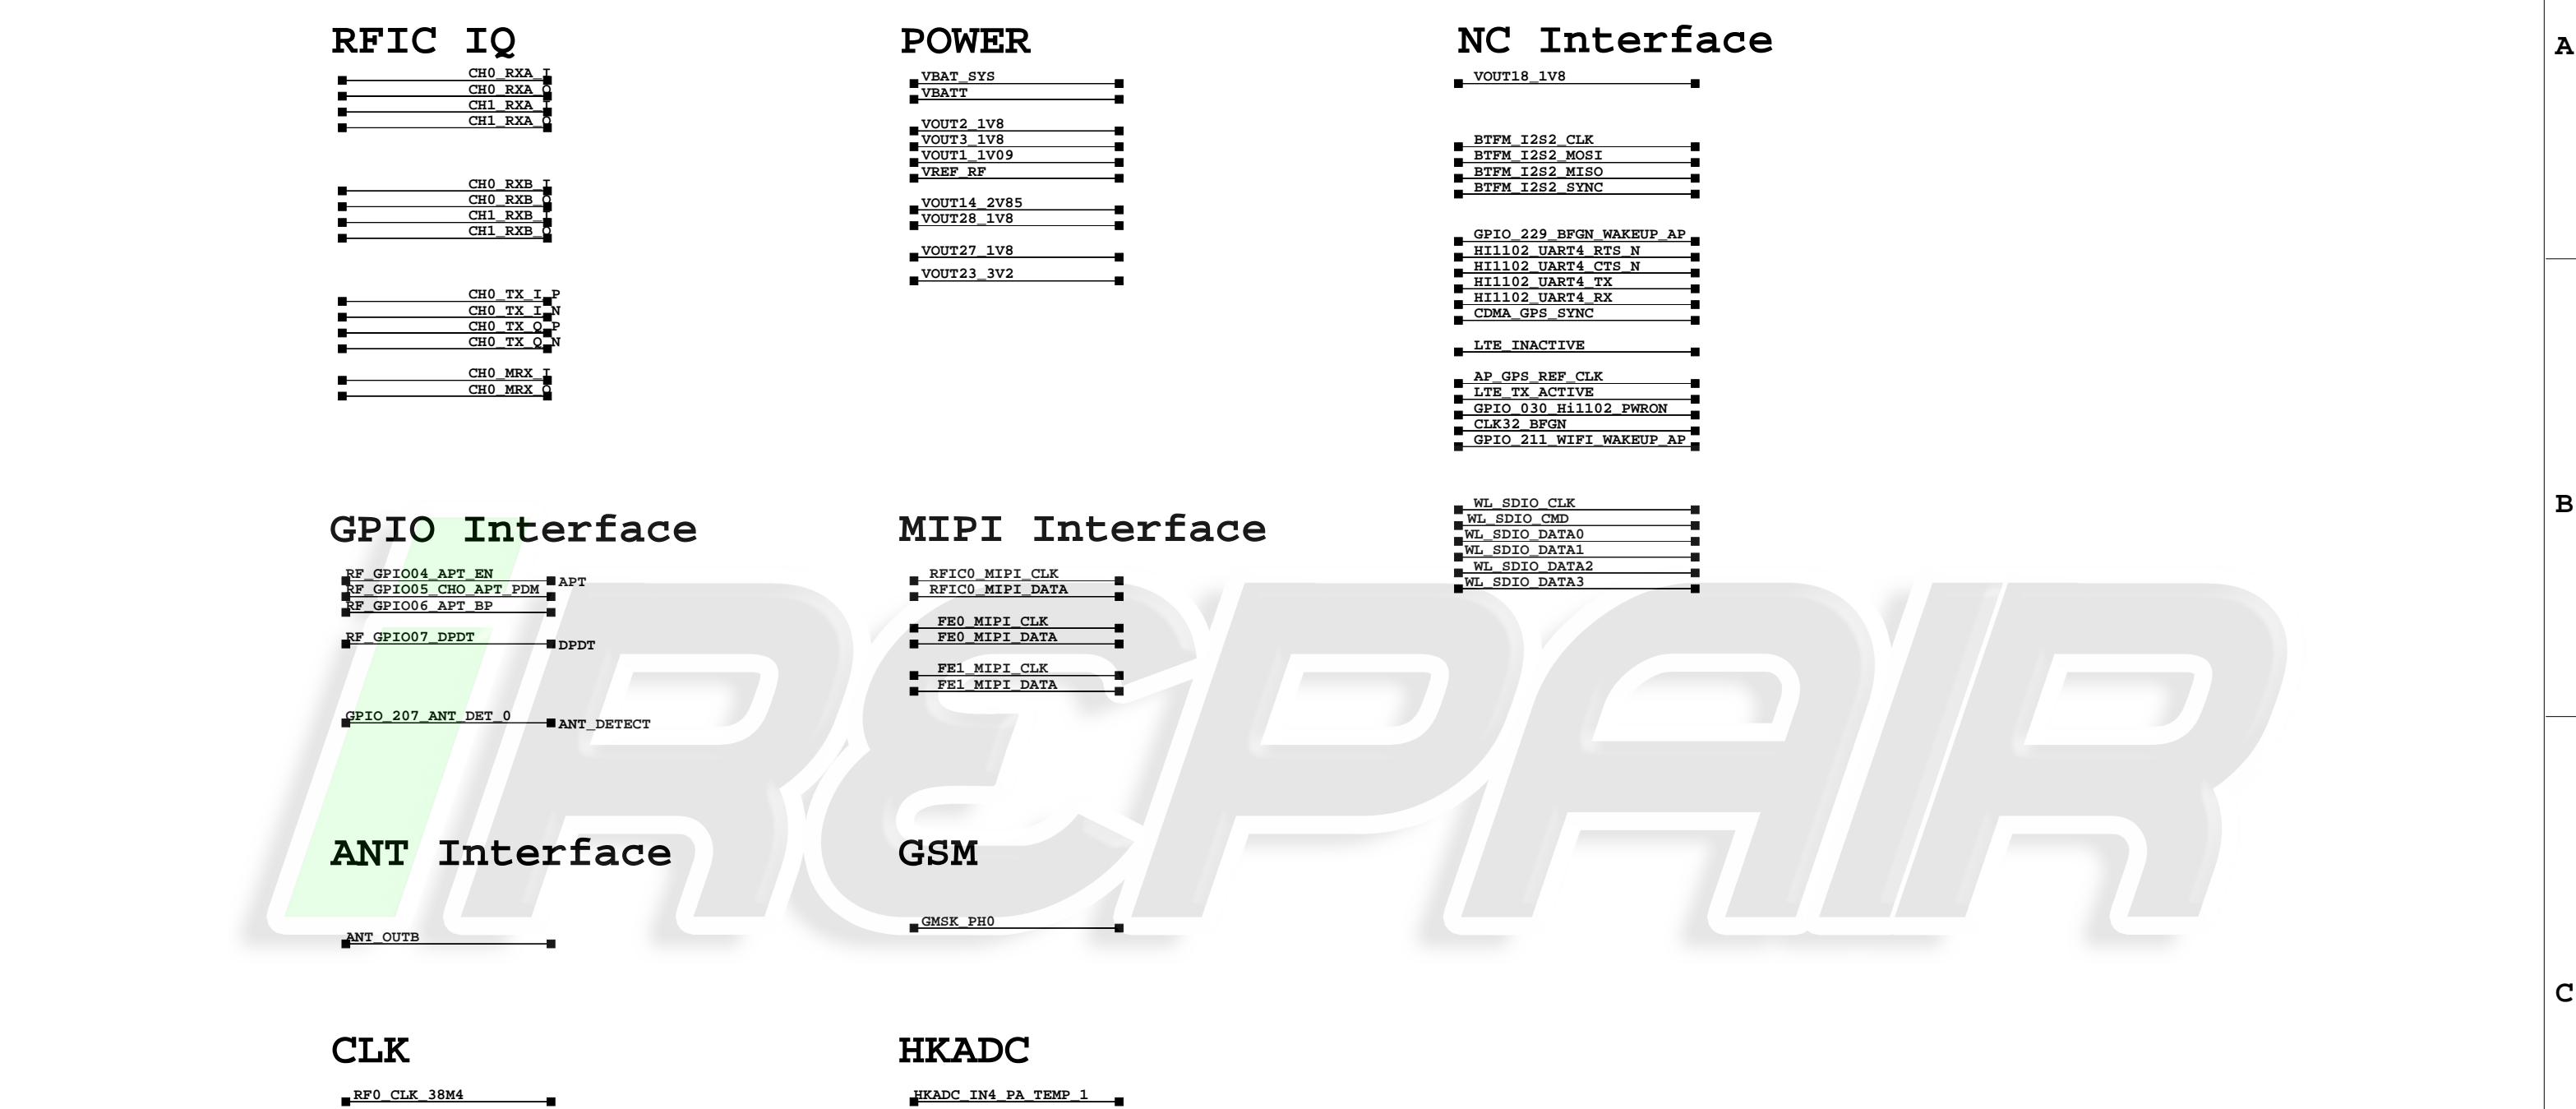 RFIC IQ
CH0_RXA_I
CH0_RXA_Q
CH1_RXA_I
CH1_RXA_Q
CH0_RXB_I
CH0_RXB_Q
CH1_RXB_I
CH1_RXB_Q
CH0_TX_I_P
CH0_TX_I_N
CH0_TX_Q_P
CH0_TX_Q_N
CH0_MRX_I
CH0_MRX_Q
POWER
VBAT_SYS
VBATT
VOUT2_1V8
VOUT3_1V8
VOUT1_1V09
VREF_RF
VOUT14_2V85
VOUT28_1V8
VOUT27_1V8
VOUT23_3V2
NC Interface
VOUT18_1V8
BTFM_I2S2_CLK
BTFM_I2S2_MOSI
BTFM_I2S2_MISO
BTFM_I2S2_SYNC
GPIO_229_BFGN_WAKEUP_AP
HI1102_UART4_RTS_N
HI1102_UART4_CTS_N
HI1102_UART4_TX
HI1102_UART4_RX
CDMA_GPS_SYNC
LTE_INACTIVE
AP_GPS_REF_CLK
LTE_TX_ACTIVE
GPIO_030_Hi1102_PWRON
CLK32_BFGN
GPIO_211_WIFI_WAKEUP_AP
WL_SDIO_CLK
WL_SDIO_CMD
WL_SDIO_DATA0
WL_SDIO_DATA1
WL_SDIO_DATA2
WL_SDIO_DATA3
GPIO Interface
RF_GPIO04_APT_EN
APT
RF_GPIO05_CHO_APT_PDM
RF_GPIO06_APT_BP
RF_GPIO07_DPDT
DPDT
GPIO_207_ANT_DET_0
ANT_DETECT
MIPI Interface
RFIC0_MIPI_CLK
RFIC0_MIPI_DATA
FE0_MIPI_CLK
FE0_MIPI_DATA
FE1_MIPI_CLK
FE1_MIPI_DATA
iREPAIR
ANT Interface
ANT_OUTB
GSM
GMSK_PH0
CLK
RF0_CLK_38M4
HKADC
HKADC_IN4_PA_TEMP_1
A
B
C